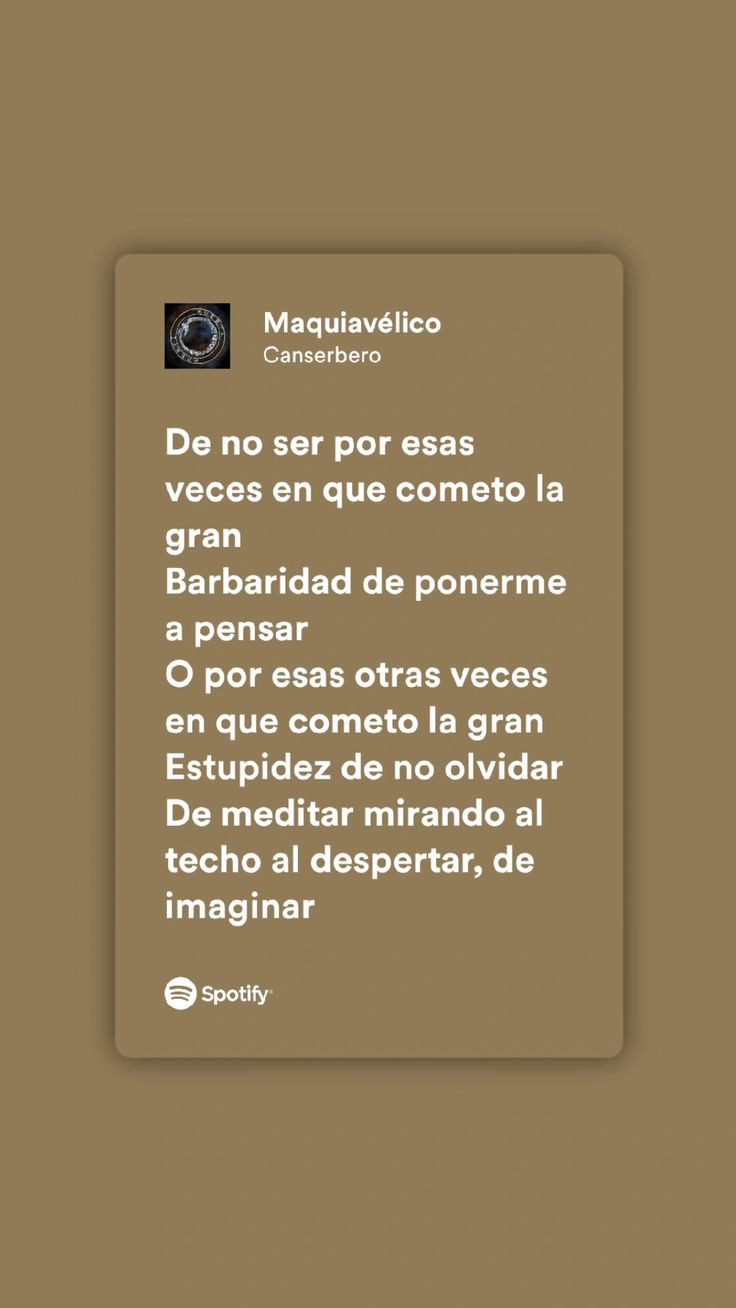 Maquiavélico
Canserbero
De no ser por esas
veces en que cometo la
gran
Barbaridad de ponerme
a pensar
O por esas otras veces
en que cometo la gran
Estupidez de no olvidar
De meditar mirando al
techo al despertar, de
imaginar
Spotify